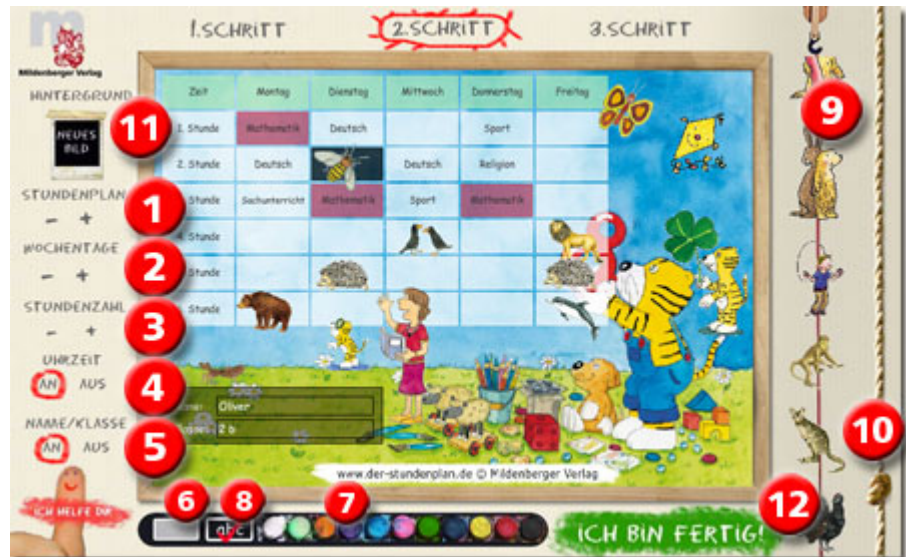 1.SCHRITT 2.SCHRITT 3.SCHRITT
m
Mildenberger Verlag
HINTERGRUND
NEUES
BILD
11
STUNDENPLAN
- +
1
WOCHENTAGE
- +
2
STUNDENZAHL
- +
3
UHRZEIT
AN AUS
4
NAME/KLASSE
AN AUS
5
ICH HELFE DIR
Zeit Montag Dienstag Mittwoch Donnerstag Freitag
1. Stunde Mathematik Deutsch Sport
2. Stunde Deutsch Deutsch Religion
Stunde Sachunterricht Mathematik Sport Mathematik
Stunde
Stunde
Stunde
Oliver
2 b
www.der-stundenplan.de © Mildenberger Verlag
9
10
6 8 7
abc
ICH BIN FERTIG!
12